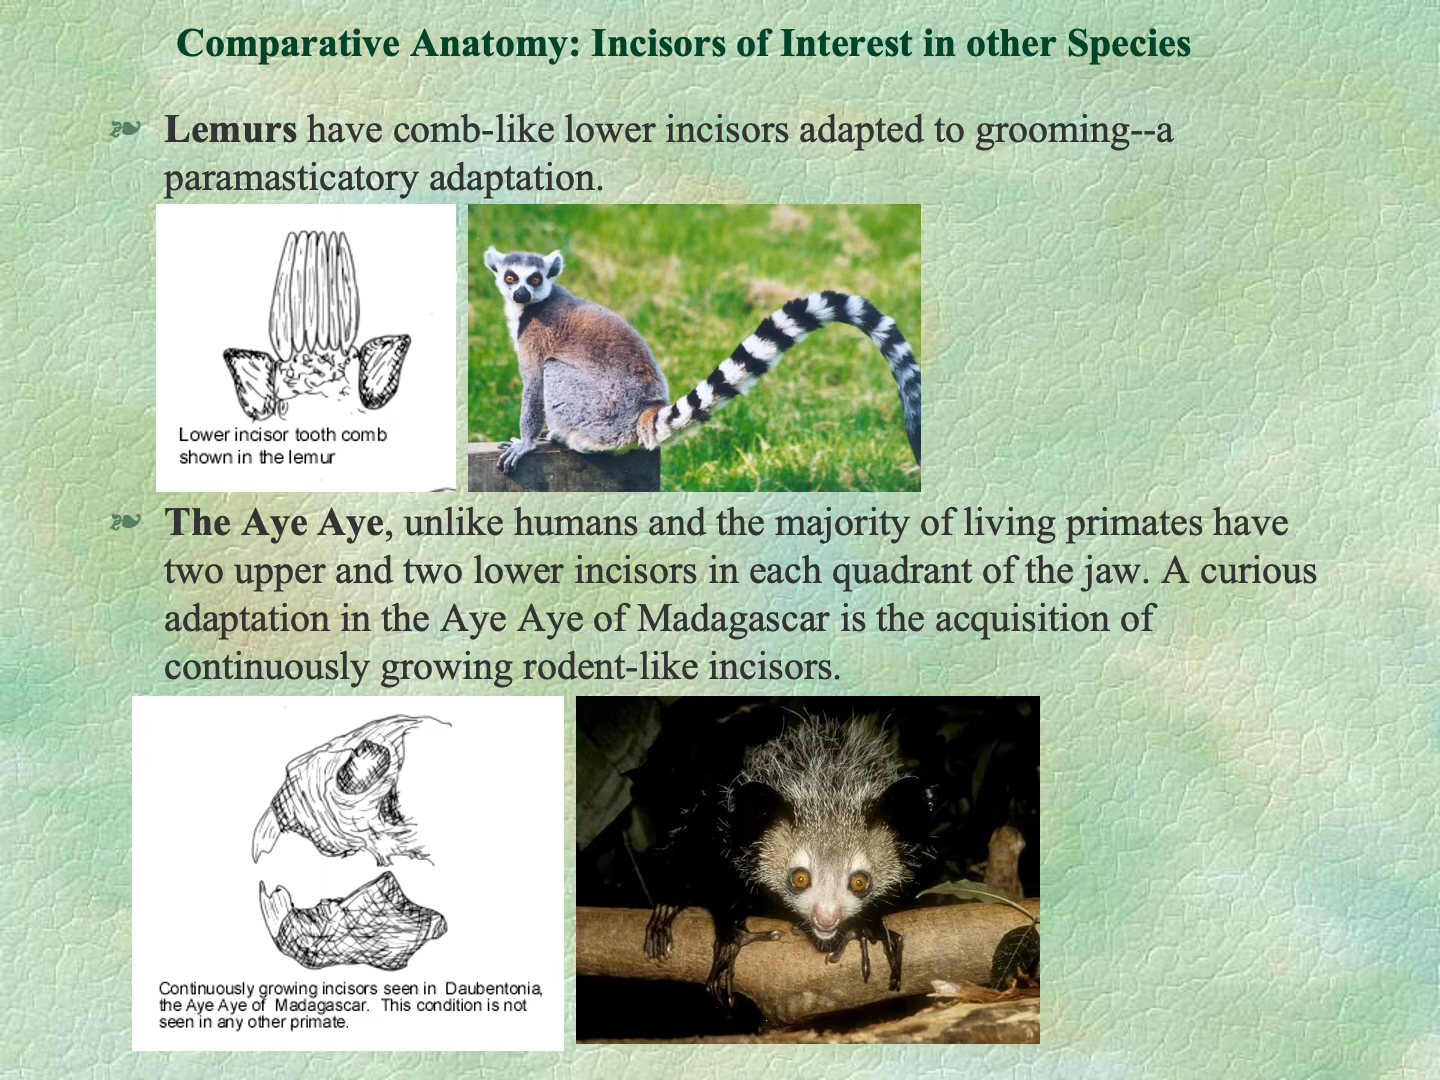 Comparative Anatomy: Incisors of Interest in other Species
Lemurs have comb-like lower incisors adapted to grooming--a
paramasticatory adaptation.
Lower incisor tooth comb
shown in the lemur
The Aye Aye, unlike humans and the majority of living primates have
two upper and two lower incisors in each quadrant of the jaw. A curious
adaptation in the Aye Aye of Madagascar is the acquisition of
continuously growing rodent-like incisors.
Continuously growing incisors seen in Daubentonia,
the Aye Aye of Madagascar. This condition is not
seen in any other primate.